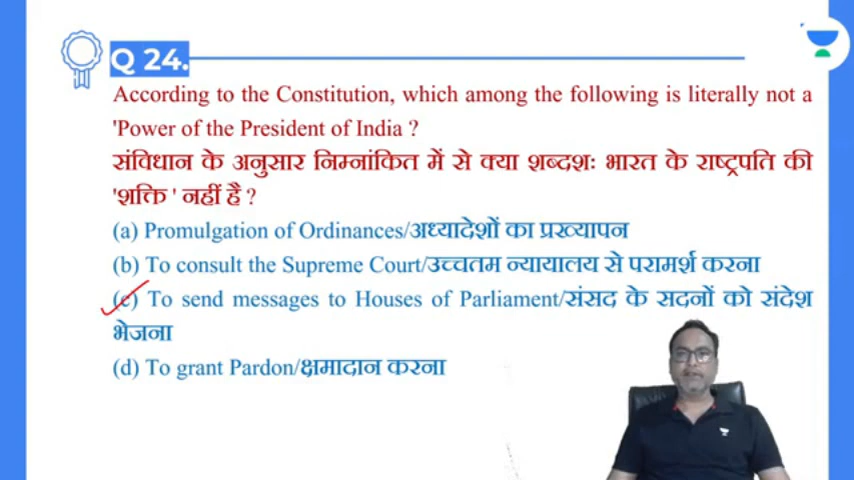 Q 24.
According to the Constitution, which among the following is literally not a
'Power of the President of India ?
संविधान के अनुसार निम्नांकित में से क्या शब्दशः भारत के राष्ट्रपति की
'शक्ति ' नहीं है ?
(a) Promulgation of Ordinances/अध्यादेशों का प्रख्यापन
(b) To consult the Supreme Court/उच्चतम न्यायालय से परामर्श करना
(c) To send messages to Houses of Parliament/संसद के सदनों को संदेश
भेजना
(d) To grant Pardon/क्षमादान करना